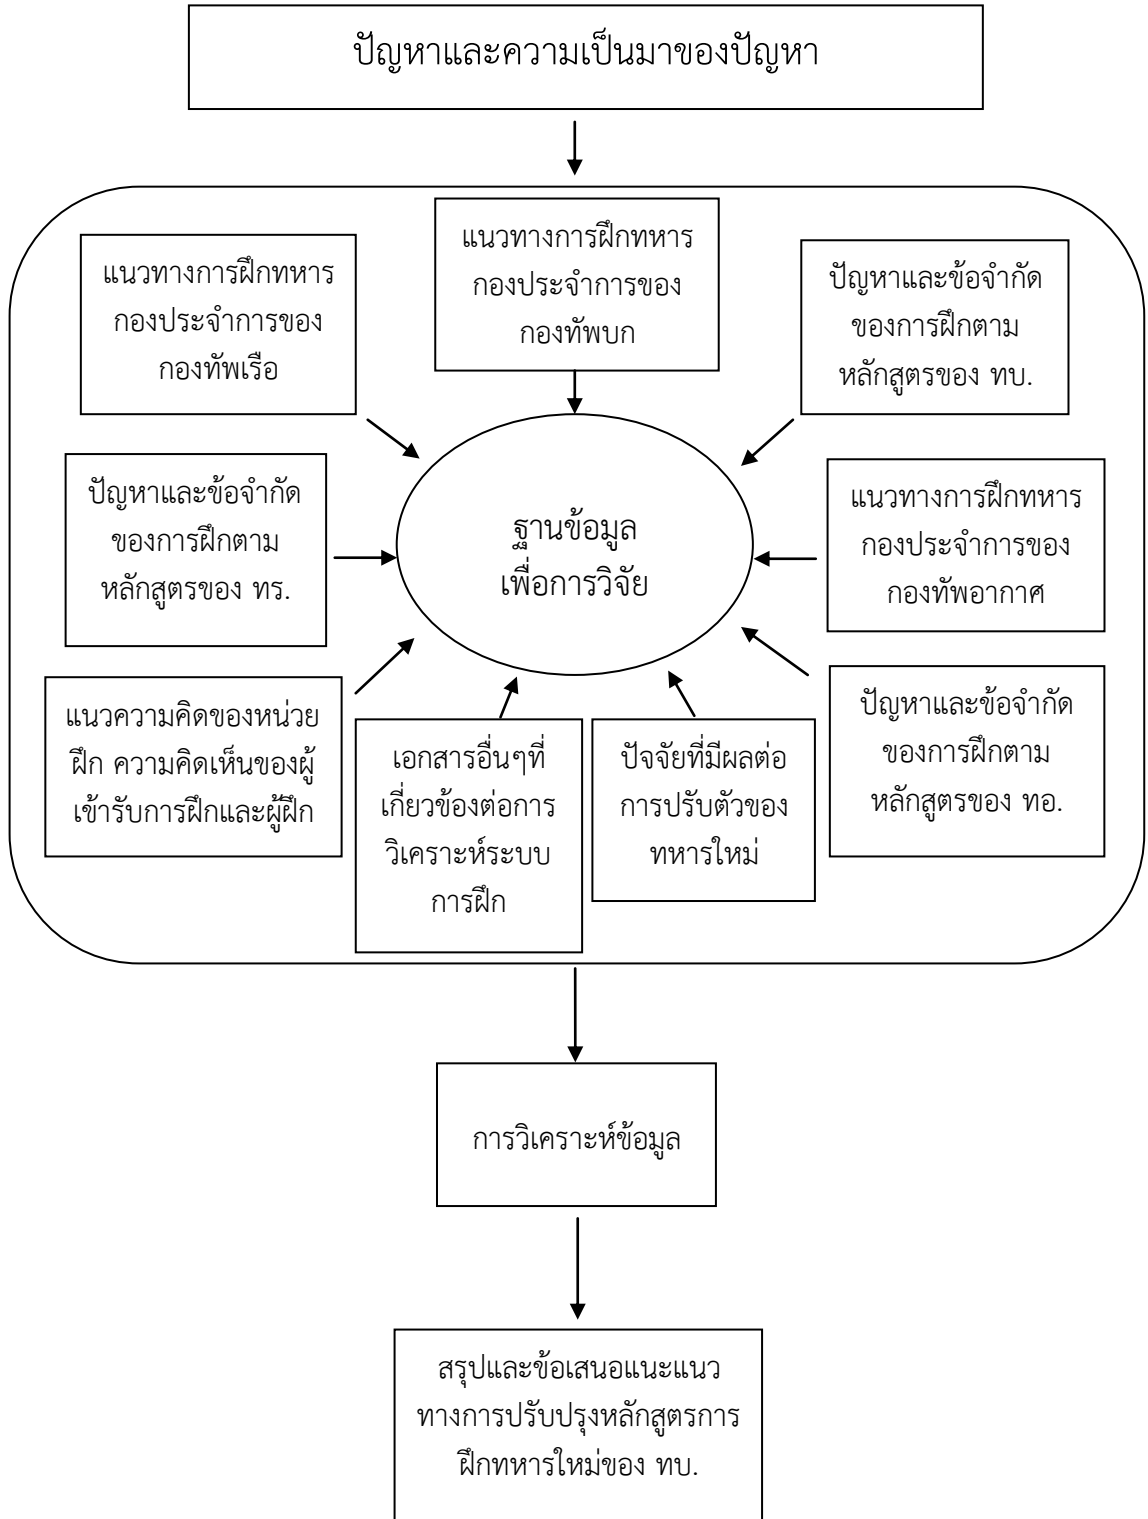 ปัญหาและความเป็นมาของปัญหา
แนวทางการฝึกทหาร
กองประจำการของ
กองทัพเรือ
แนวทางการฝึกทหาร
กองประจำการของ
กองทัพบก
ปัญหาและข้อจำกัด
ของการฝึกตาม
หลักสูตรของ ทบ.
ปัญหาและข้อจำกัด
ของการฝึกตาม
หลักสูตรของ ทร.
ฐานข้อมูล
เพื่อการวิจัย
แนวทางการฝึกทหาร
กองประจำการของ
กองทัพอากาศ
แนวความคิดของหน่วย
ฝึก ความคิดเห็นของผู้
เข้ารับการฝึกและผู้ฝึก
เอกสารอื่นๆที่
เกี่ยวข้องต่อการ
วิเคราะห์ระบบ
การฝึก
ปัจจัยที่มีผลต่อ
การปรับตัวของ
ทหารใหม่
ปัญหาและข้อจำกัด
ของการฝึกตาม
หลักสูตรของ ทอ.
การวิเคราะห์ข้อมูล
สรุปและข้อเสนอแนะแนว
ทางการปรับปรุงหลักสูตรการ
ฝึกทหารใหม่ของ ทบ.